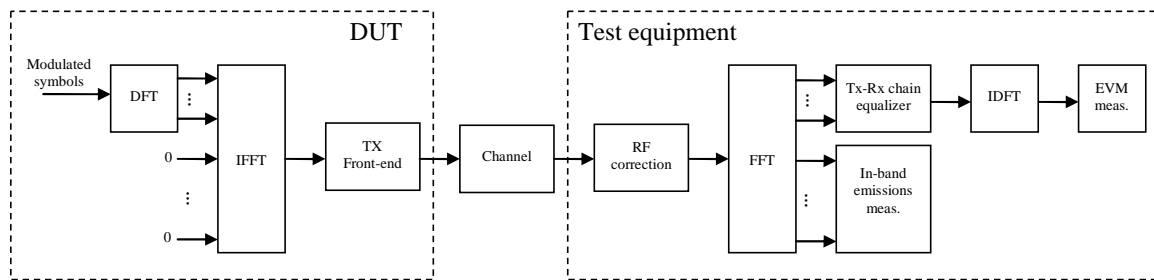 DUT
Test equipment
Modulated
symbols
DFT
...
0
...
0
IFFT
TX
Front-end
Channel
RF
correction
FFT
...
...
Tx-Rx chain
equalizer
IDFT
EVM
meas.
In-band
emissions
meas.